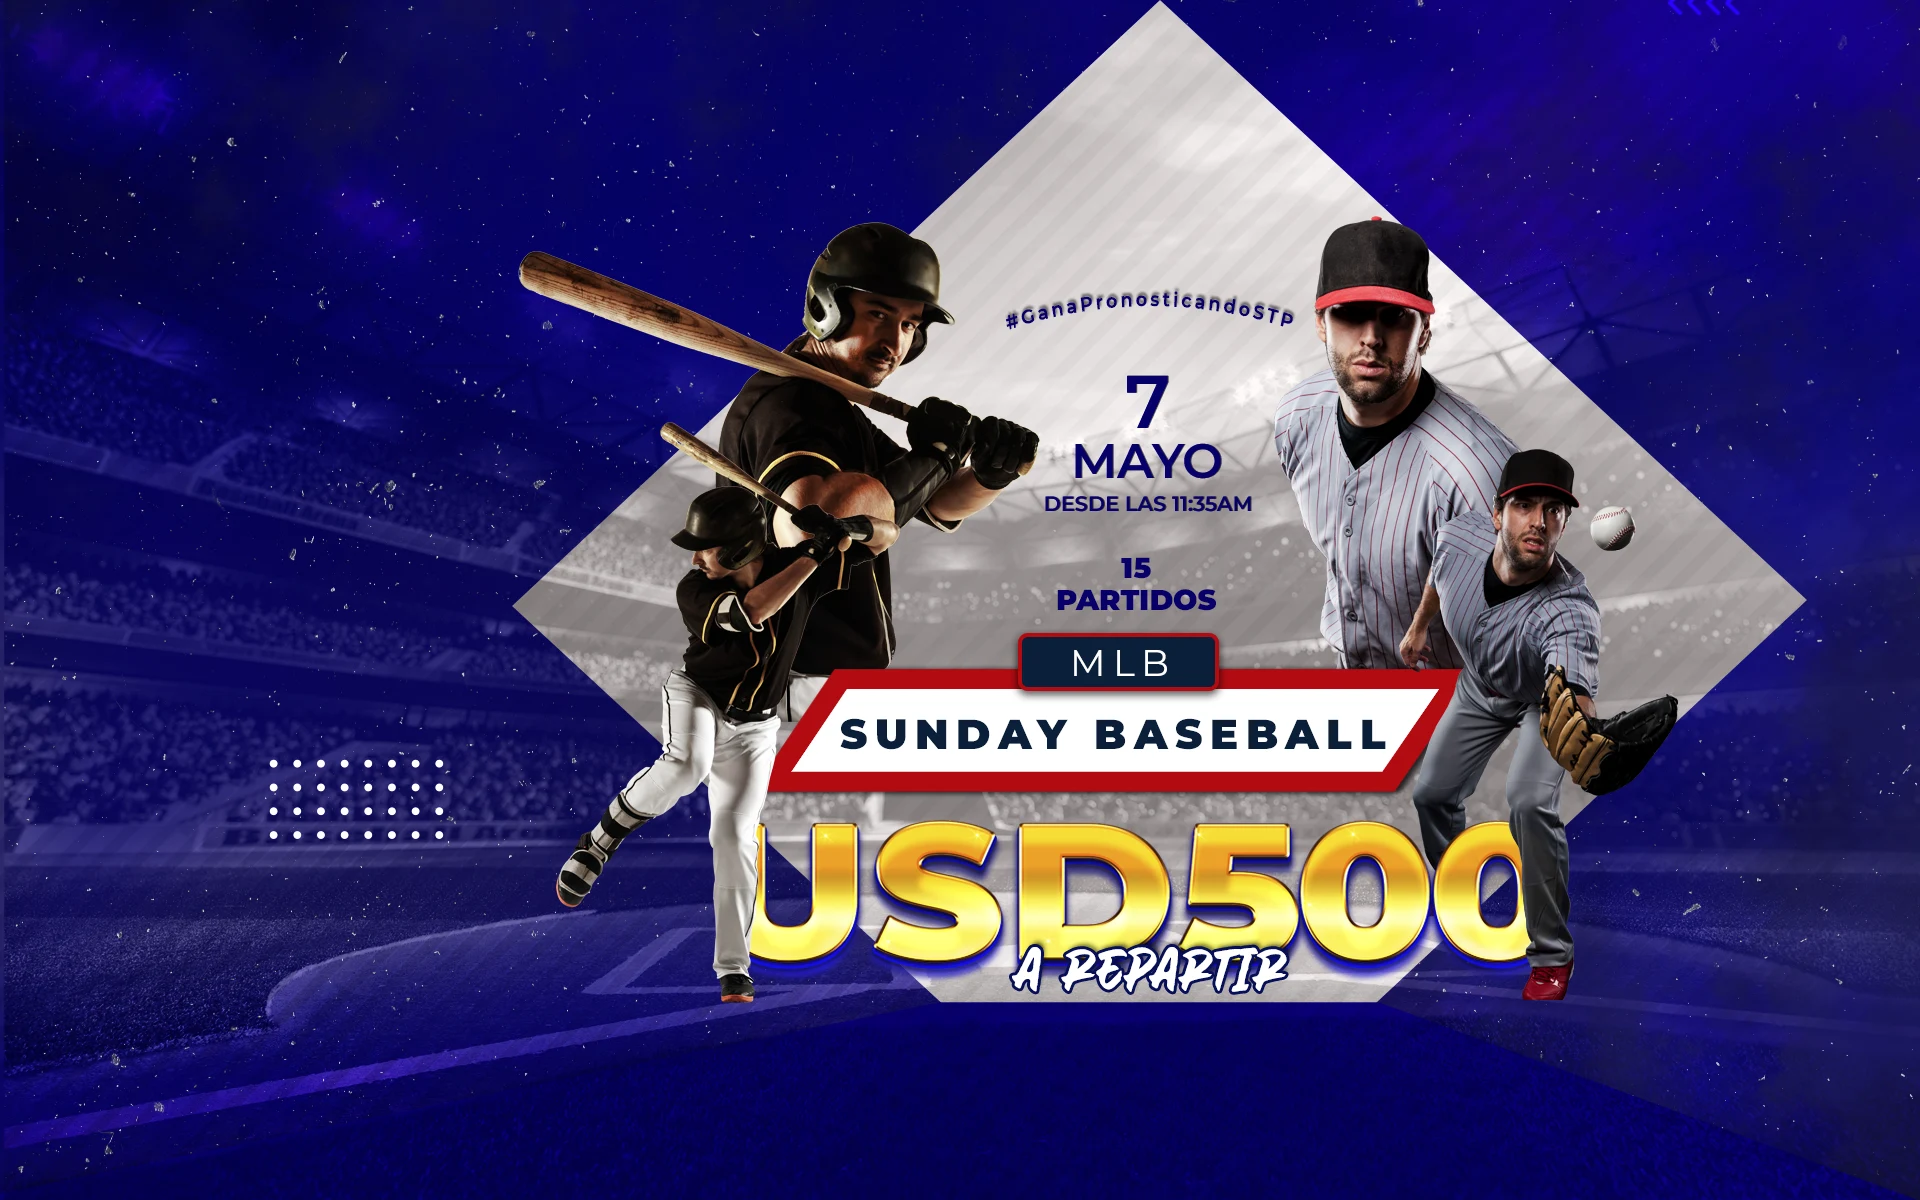 #GanaPronosticandoSTP
7
MAYO
DESDE LAS 11:35AM
15
PARTIDOS
MLB
SUNDAY BASEBALL
USD500
A REPARTIR